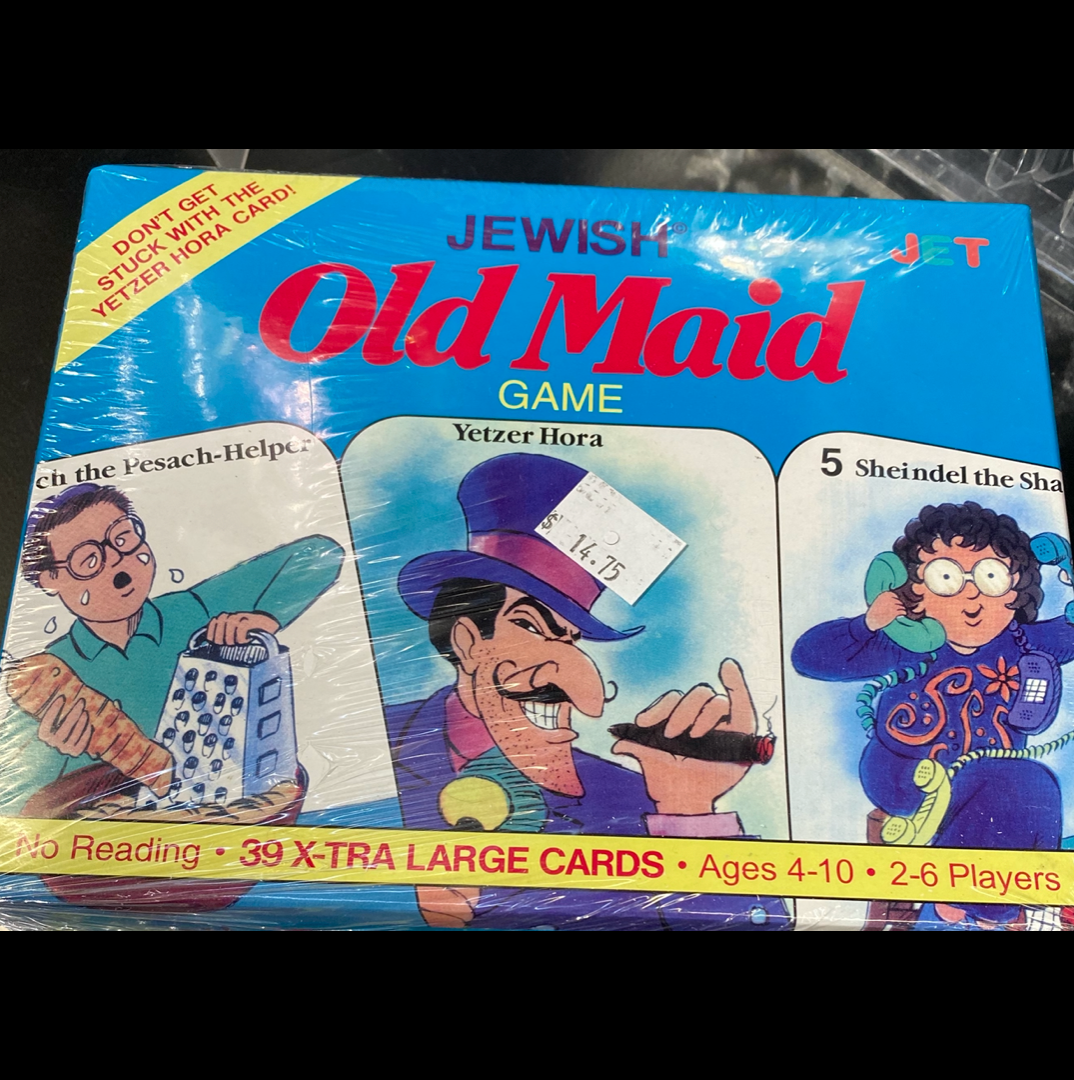 DON'T GET
STUCK WITH THE
YETZER HORA CARD!
JEWISH®
JET
Old Maid
GAME
ch the Pesach-Helper
Yetzer Hora
5 Sheindel the Sha
$ 14.75
No Reading • 39 X-TRA LARGE CARDS • Ages 4-10 • 2-6 Players